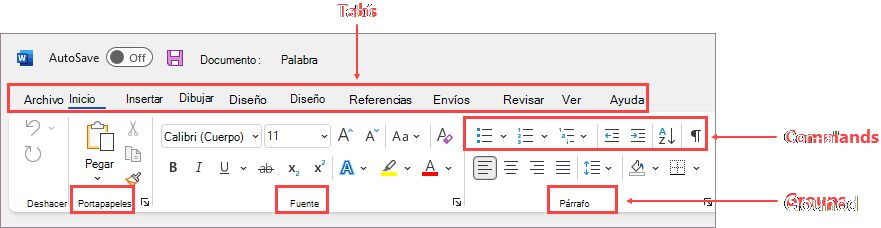 Tabs
AutoSave Off Documento: Palabra
Archivo Inicio Insertar Dibujar Diseño Diseño Referencias Envíos Revisar Ver Ayuda
Calibri (Cuerpo) 11 Aa
Commands
Pegar
Deshacer Portapapeles Fuente Párrafo